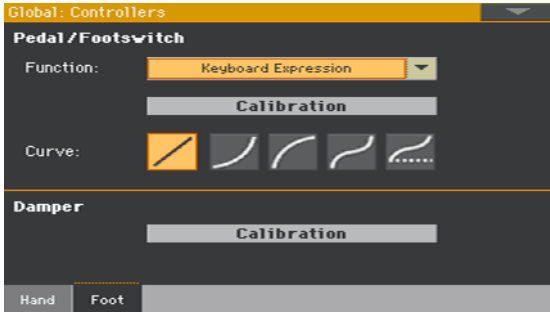 Global: Controllers
Pedal/Footswitch
Function: Keyboard Expression
Calibration
Curve:
Damper
Calibration
Hand Foot